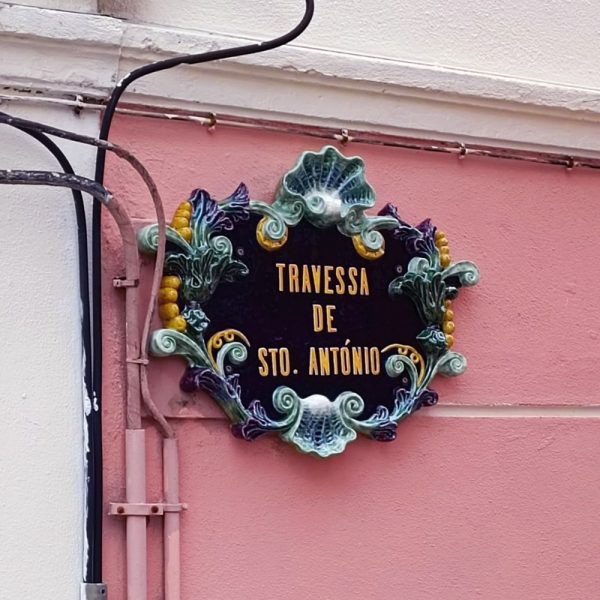 TRAVESSA
DE
STO. ANTÓNIO